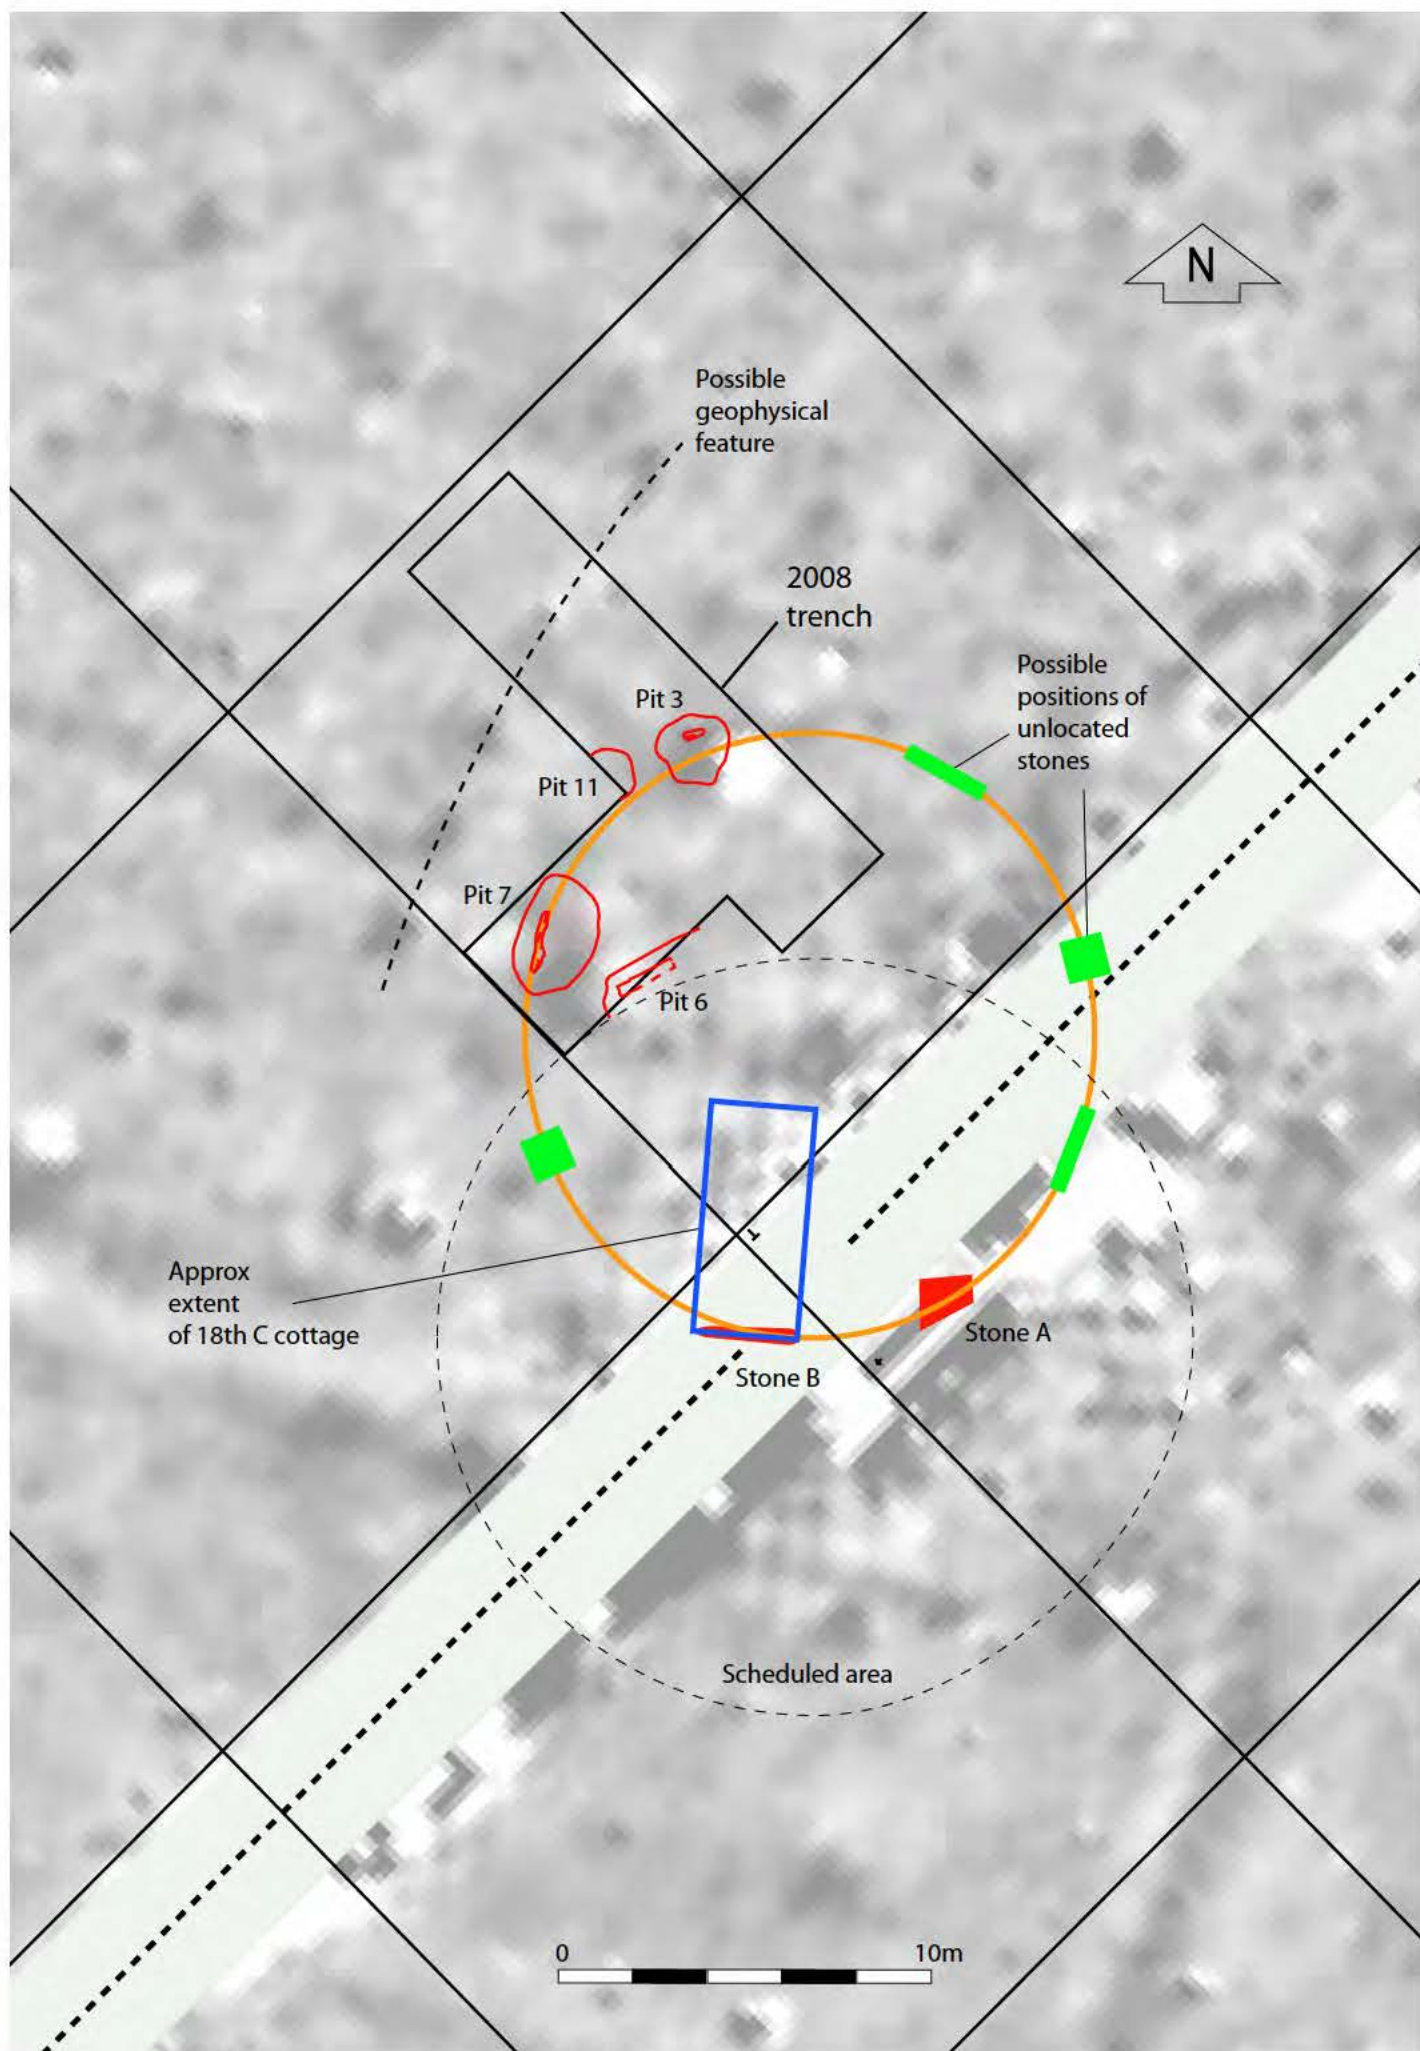 N
Possible
geophysical
feature
2008
trench
Possible
positions of
unlocated
stones
Pit 3
Pit 11
Pit 7
Pit 6
Approx
extent
of 18th C cottage
Stone A
Stone B
Scheduled area
0 10m